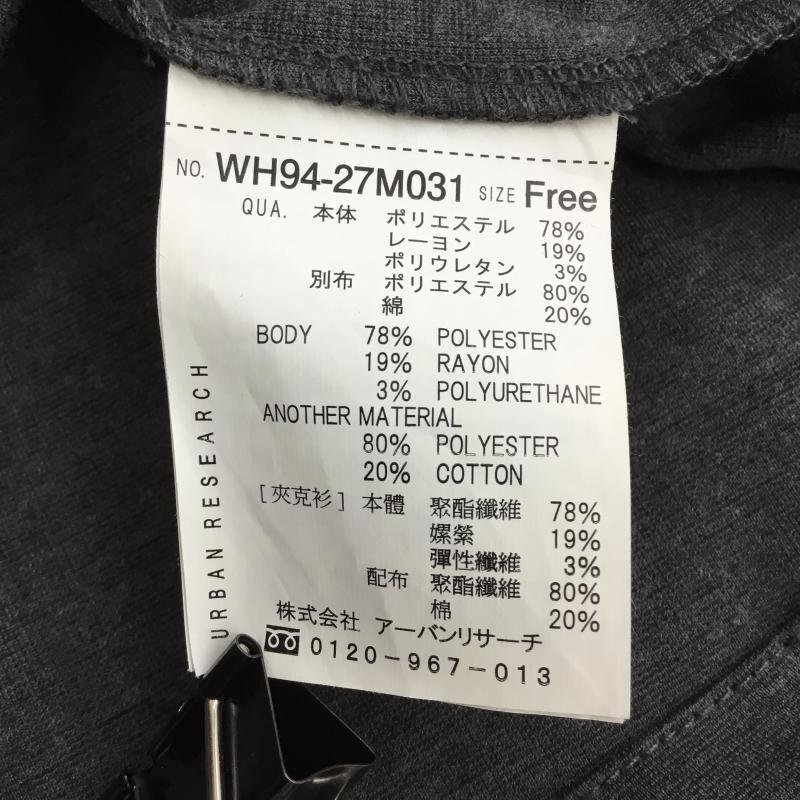 NO. WH94-27M031 SIZE Free
QUA. 本体 ポリエステル 78%
レーヨン 19%
ポリウレタン 3%
別布 ポリエステル 80%
綿 20%
BODY 78% POLYESTER
19% RAYON
3% POLYURETHANE
ANOTHER MATERIAL
80% POLYESTER
20% COTTON
[夾克衫] 本體 聚酯纖維 78%
嫘縈 19%
彈性纖維 3%
配布 聚酯纖維 80%
棉 20%
株式会社 アーバンリサーチ
0120-967-013
URBAN RESEARCH